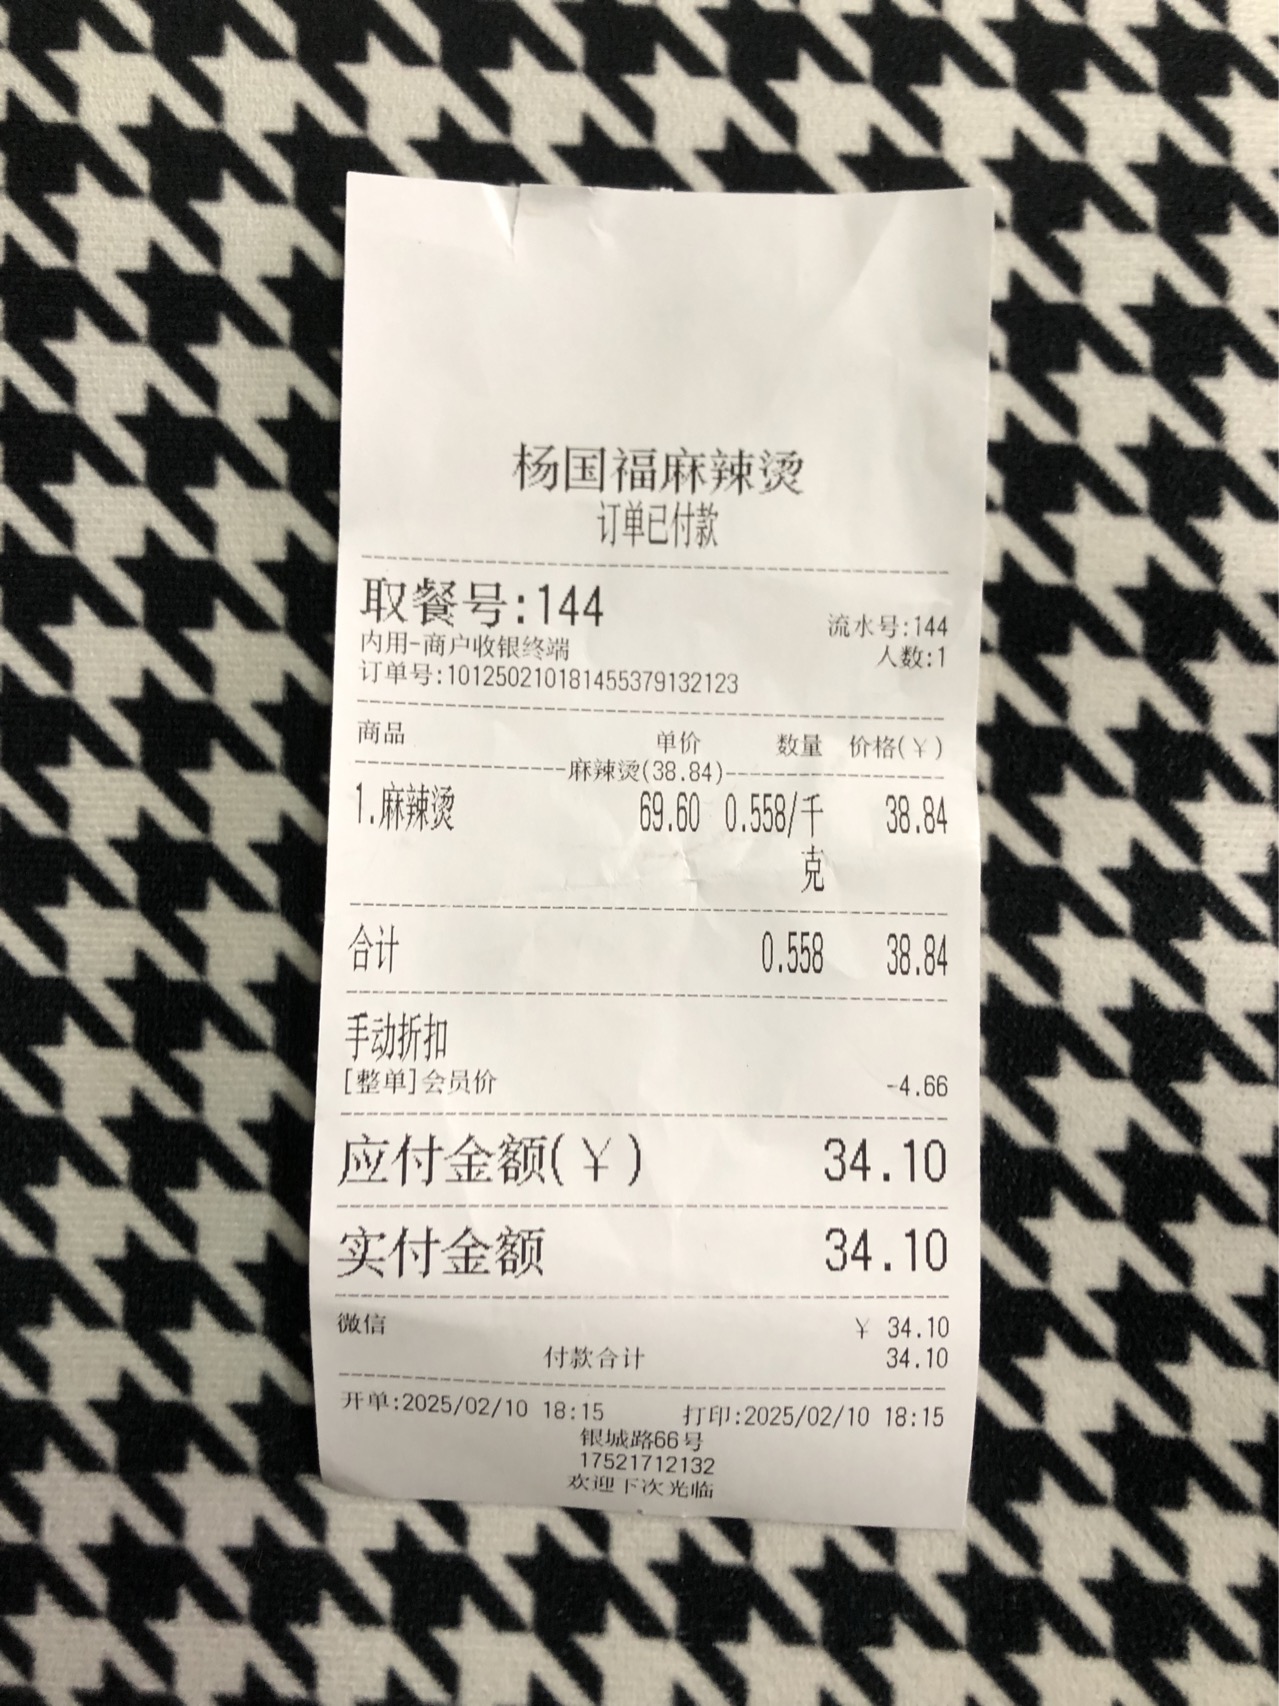 杨国福麻辣烫
订单已付款
取餐号:144
流水号:144
内用-商户收银终端
人数:1
订单号:101250210181455379132123
商品 单价 数量 价格(¥)
麻辣烫(38.84)
1.麻辣烫 69.60 0.558/千克 38.84
合计 0.558 38.84
手动折扣
[整单]会员价 -4.66
应付金额(¥) 34.10
实付金额 34.10
微信 ¥ 34.10
付款合计 34.10
开单:2025/02/10 18:15 打印:2025/02/10 18:15
银城路66号
17521712132
欢迎下次光临